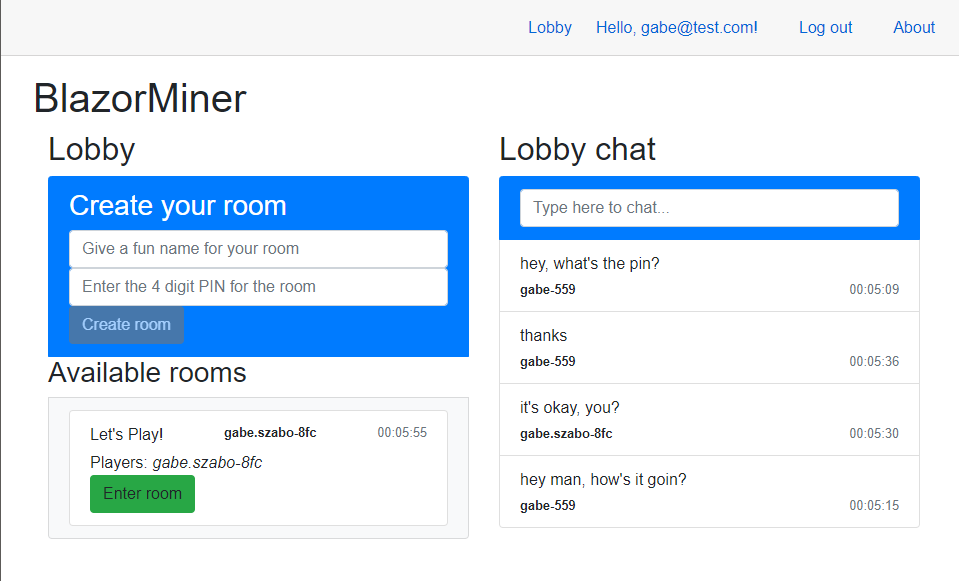 Lobby Hello, gabe@test.com! Log out About
BlazorMiner
Lobby
Create your room
Give a fun name for your room
Enter the 4 digit PIN for the room
Create room
Available rooms
Let's Play! gabe.szabo-8fc 00:05:55
Players: gabe.szabo-8fc
Enter room
Lobby chat
Type here to chat...
hey, what's the pin?
gabe-559 00:05:09
thanks
gabe-559 00:05:36
it's okay, you?
gabe.szabo-8fc 00:05:30
hey man, how's it goin?
gabe-559 00:05:15